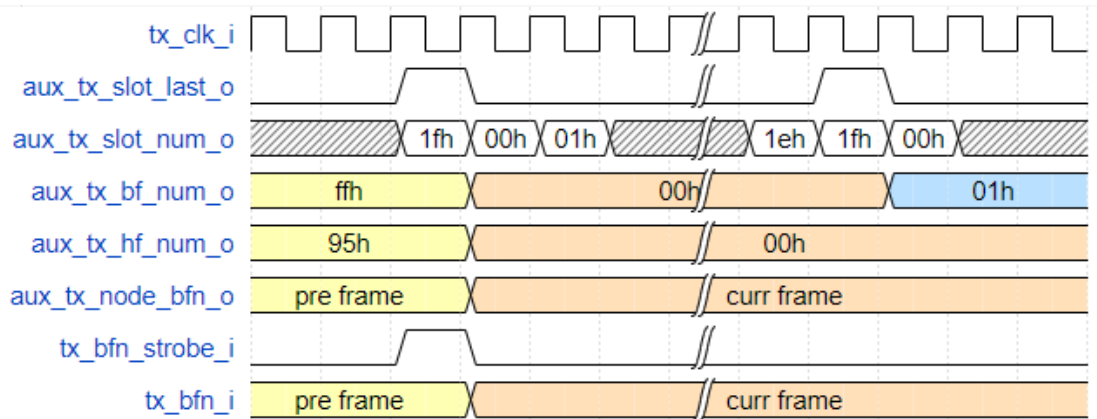 tx_clk_i
aux_tx_slot_last_o
aux_tx_slot_num_o 1fh 00h 01h 1eh 1fh 00h
aux_tx_bf_num_o ffh 00h 01h
aux_tx_hf_num_o 95h 00h
aux_tx_node_bfn_o pre frame curr frame
tx_bfn_strobe_i
tx_bfn_i pre frame curr frame